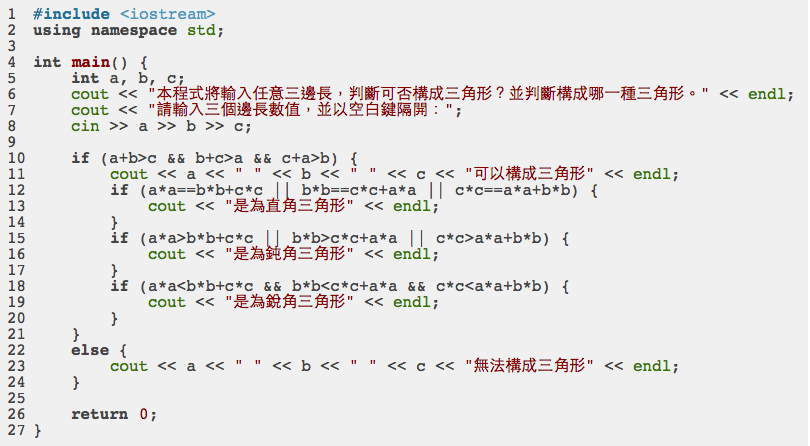 1 #include <iostream>
2 using namespace std;
3
4 int main() {
5     int a, b, c;
6     cout << "本程式將輸入任意三邊長，判斷可否構成三角形？並判斷構成哪一種三角形。" << endl;
7     cout << "請輸入三個邊長數值，並以空白鍵隔開：";
8     cin >> a >> b >> c;
9
10     if (a+b>c && b+c>a && c+a>b) {
11         cout << a << " " << b << " " << c << "可以構成三角形" << endl;
12         if (a*a==b*b+c*c || b*b==c*c+a*a || c*c==a*a+b*b) {
13             cout << "是為直角三角形" << endl;
14         }
15         if (a*a>b*b+c*c || b*b>c*c+a*a || c*c>a*a+b*b) {
16             cout << "是為鈍角三角形" << endl;
17         }
18         if (a*a<b*b+c*c && b*b<c*c+a*a && c*c<a*a+b*b) {
19             cout << "是為銳角三角形" << endl;
20         }
21     }
22     else {
23         cout << a << " " << b << " " << c << "無法構成三角形" << endl;
24     }
25
26     return 0;
27 }